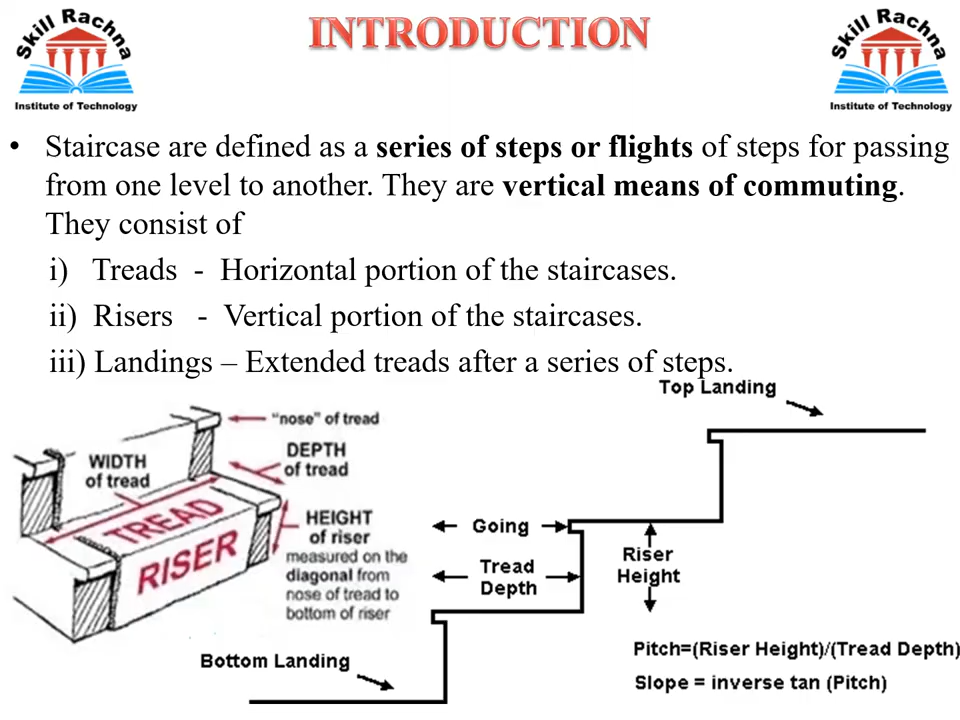 Skill Rachna
Institute of Technology
INTRODUCTION
Skill Rachna
Institute of Technology
• Staircase are defined as a series of steps or flights of steps for passing
from one level to another. They are vertical means of commuting.
They consist of
i) Treads - Horizontal portion of the staircases.
ii) Risers - Vertical portion of the staircases.
iii) Landings – Extended treads after a series of steps.
"nose" of tread
WIDTH
of tread
DEPTH
of tread
TREAD
RISER
HEIGHT
of riser
measured on the
diagonal from
nose of tread to
bottom of riser
Top Landing
Going
Tread
Depth
Riser
Height
Bottom Landing
Pitch=(Riser Height)/(Tread Depth)
Slope = inverse tan (Pitch)